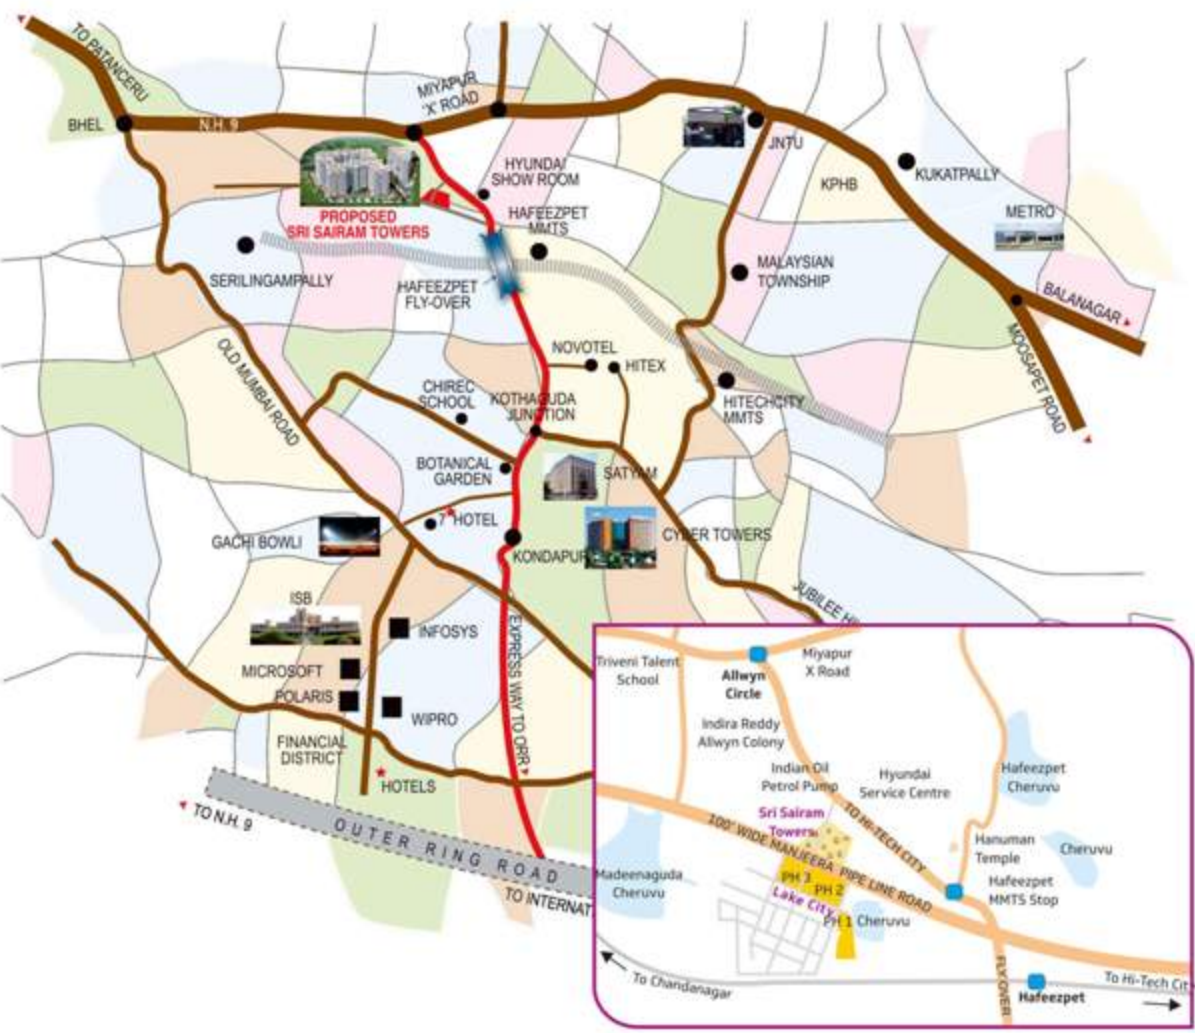 TO PATANCERU
BHEL
N.H. 9
MIYAPUR
'X' ROAD
JNTU
KPHB
KUKATPALLY
METRO
BALANAGAR
MOOSAPET ROAD
HYUNDAI
SHOW ROOM
PROPOSED
SRI SAIRAM TOWERS
HAFEEZPET
MMTS
SERILINGAMPALLY
HAFEEZPET
FLY-OVER
MALAYSIAN
TOWNSHIP
OLD MUMBAI ROAD
NOVOTEL
HITEX
CHIREC
SCHOOL
KOTHAGUDA
JUNCTION
HITECHCITY
MMTS
BOTANICAL
GARDEN
SATYAM
7 HOTEL
GACHI BOWLI
KONDAPUR
CYBER TOWERS
JUBILEE HI
ISB
INFOSYS
MICROSOFT
POLARIS
WIPRO
EXPRESS WAY TO ORR
FINANCIAL
DISTRICT
HOTELS
TO N.H. 9
OUTER RING ROAD
TO INTERNAT
Triveni Talent
School
Allwyn
Circle
Miyapur
X Road
Indira Reddy
Allwyn Colony
Indian Oil
Petrol Pump
Hyundai
Service Centre
Hafeezpet
Cheruvu
Sri Sairam
Towers
TO HI-TECH CITY
100' WIDE MANJEERA PIPE LINE ROAD
Hanuman
Temple
Cheruvu
Madeenaguda
Cheruvu
PH 3
PH 2
Lake City
PH 1
Cheruvu
Hafeezpet
MMTS Stop
FLY OVER
To Chandanagar
Hafeezpet
To Hi-Tech Cit